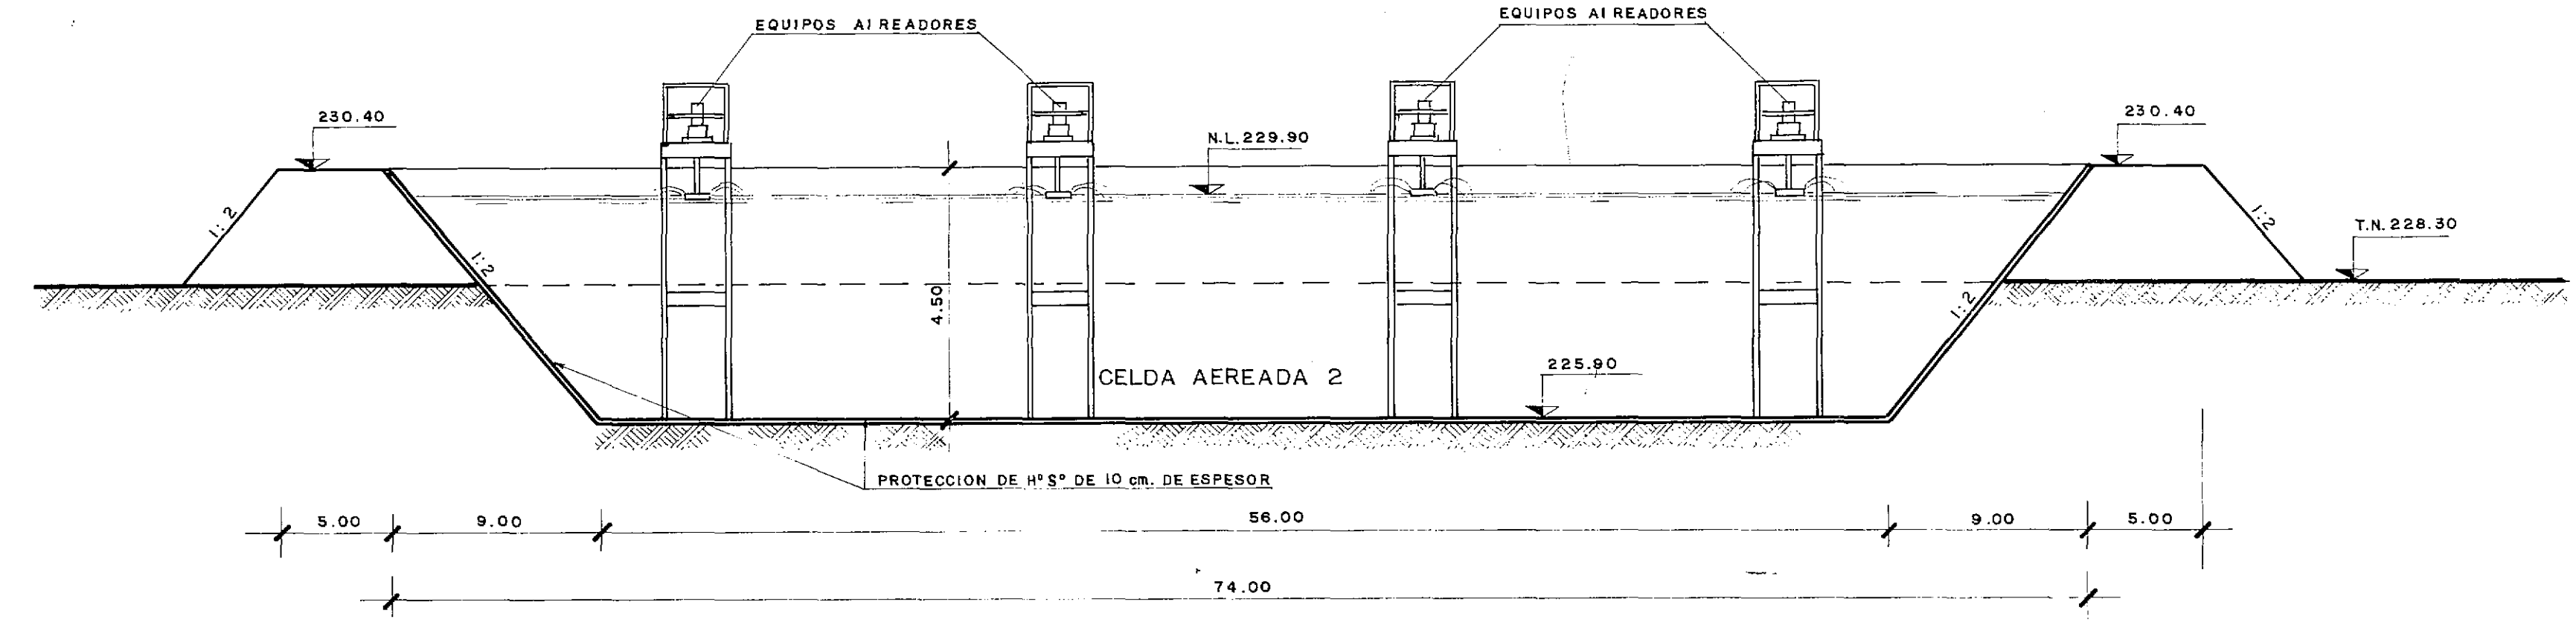 EQUIPOS AIREADORES
EQUIPOS AIREADORES
230.40
N.L. 229.90
230.40
1:2
1:2
1:2
T.N. 228.30
4.50
1:2
CELDA AEREADA 2
225.90
PROTECCION DE Hº Sº DE 10 cm. DE ESPESOR
5.00
9.00
56.00
9.00
5.00
74.00